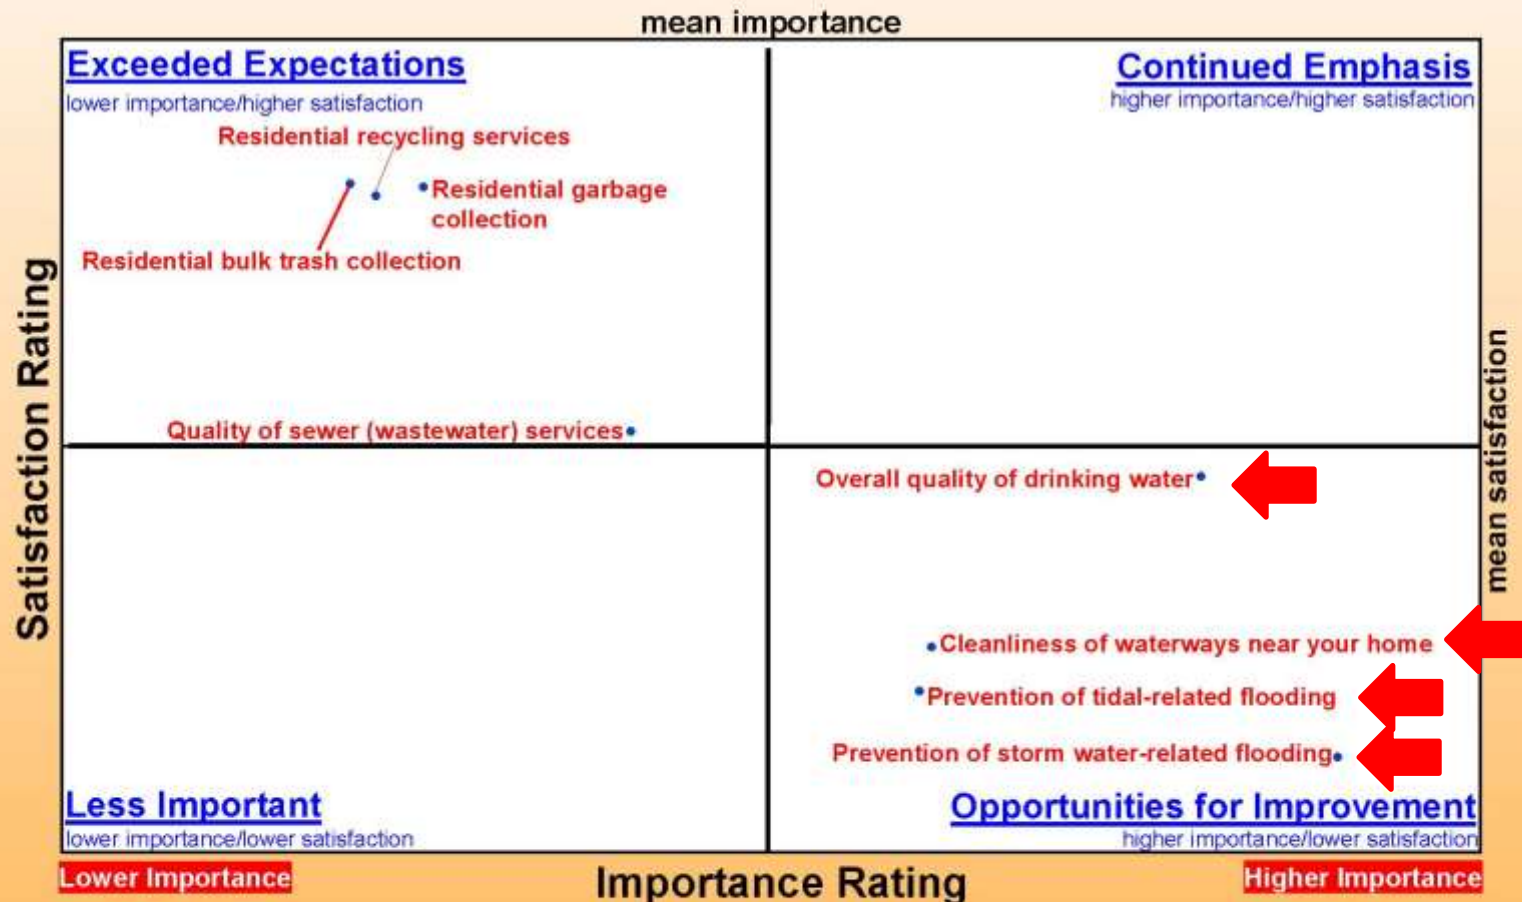 mean importance
Exceeded Expectations
lower importance/higher satisfaction
Continued Emphasis
higher importance/higher satisfaction
Residential recycling services
Residential garbage
collection
Residential bulk trash collection
Quality of sewer (wastewater) services
Satisfaction Rating
mean satisfaction
Overall quality of drinking water
Cleanliness of waterways near your home
Prevention of tidal-related flooding
Prevention of storm water-related flooding
Less Important
lower importance/lower satisfaction
Opportunities for Improvement
higher importance/lower satisfaction
Lower Importance
Importance Rating
Higher Importance